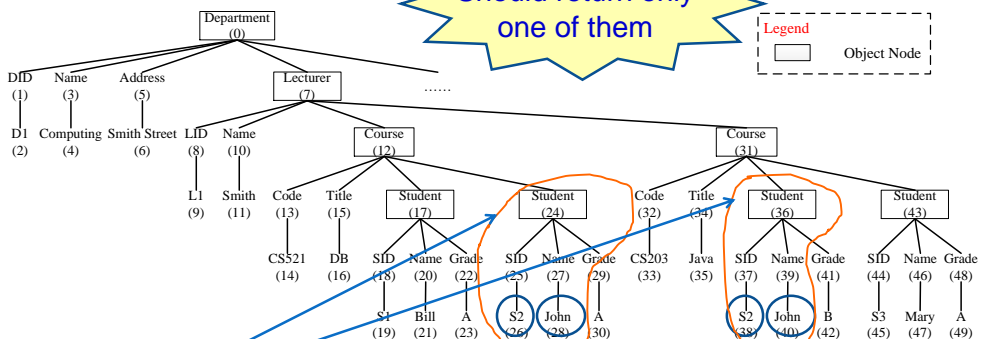 Should return only
one of them
Legend
Object Node
Department
(0)
DID Name Address
(1) (3) (5)
Lecturer
(7)
......
D1 Computing Smith Street
(2) (4) (6)
LID Name
(8) (10)
Course
(12)
Course
(31)
L1 Smith
(9) (11)
Code Title
(13) (15)
Student
(17)
Student
(24)
Code Title
(32) (34)
Student
(36)
Student
(43)
CS521 DB
(14) (16)
SID Name Grade
(18) (20) (22)
SID Name Grade
(25) (27) (29)
CS203 Java
(33) (35)
SID Name Grade
(37) (39) (41)
SID Name Grade
(44) (46) (48)
S1 Bill A
(19) (21) (23)
S2 John A
(26) (28) (30)
S2 John B
(38) (40) (42)
S3 Mary A
(45) (47) (49)